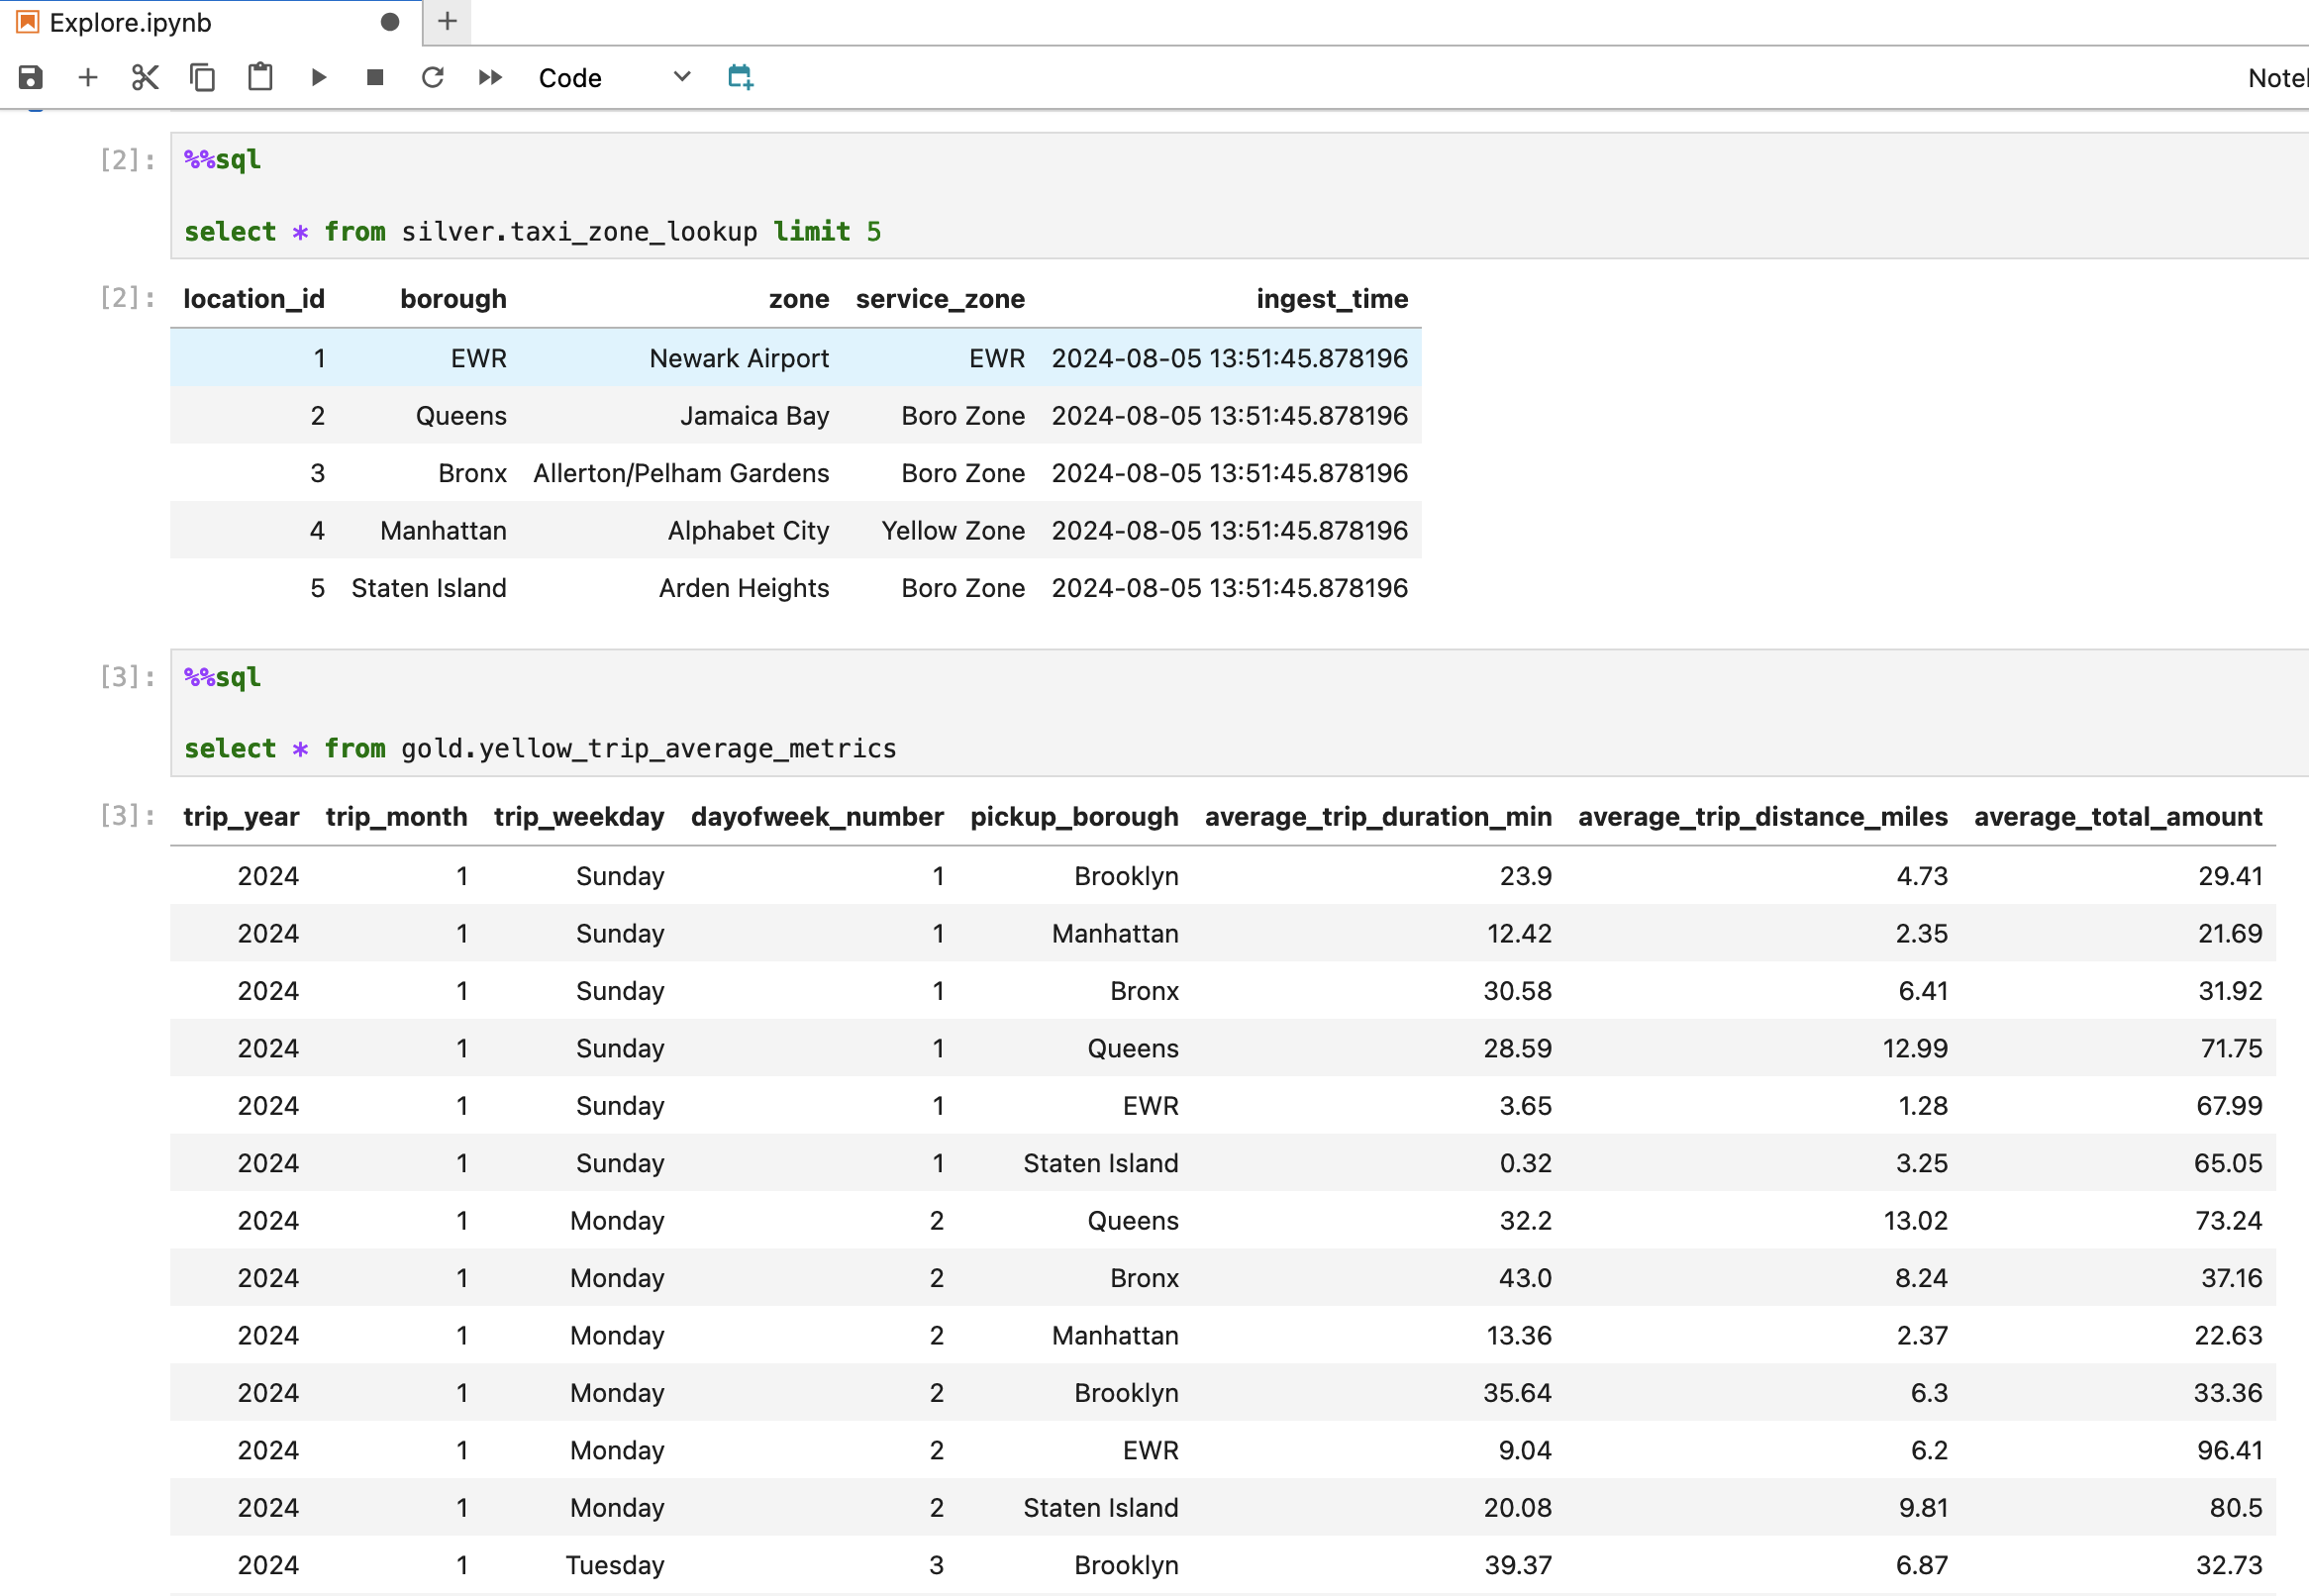 Explore.ipynb
Code
[2]: %%sql
select * from silver.taxi_zone_lookup limit 5
[2]: location_id borough zone service_zone ingest_time
1 EWR Newark Airport EWR 2024-08-05 13:51:45.878196
2 Queens Jamaica Bay Boro Zone 2024-08-05 13:51:45.878196
3 Bronx Allerton/Pelham Gardens Boro Zone 2024-08-05 13:51:45.878196
4 Manhattan Alphabet City Yellow Zone 2024-08-05 13:51:45.878196
5 Staten Island Arden Heights Boro Zone 2024-08-05 13:51:45.878196
[3]: %%sql
select * from gold.yellow_trip_average_metrics
[3]: trip_year trip_month trip_weekday dayofweek_number pickup_borough average_trip_duration_min average_trip_distance_miles average_total_amount
2024 1 Sunday 1 Brooklyn 23.9 4.73 29.41
2024 1 Sunday 1 Manhattan 12.42 2.35 21.69
2024 1 Sunday 1 Bronx 30.58 6.41 31.92
2024 1 Sunday 1 Queens 28.59 12.99 71.75
2024 1 Sunday 1 EWR 3.65 1.28 67.99
2024 1 Sunday 1 Staten Island 0.32 3.25 65.05
2024 1 Monday 2 Queens 32.2 13.02 73.24
2024 1 Monday 2 Bronx 43.0 8.24 37.16
2024 1 Monday 2 Manhattan 13.36 2.37 22.63
2024 1 Monday 2 Brooklyn 35.64 6.3 33.36
2024 1 Monday 2 EWR 9.04 6.2 96.41
2024 1 Monday 2 Staten Island 20.08 9.81 80.5
2024 1 Tuesday 3 Brooklyn 39.37 6.87 32.73